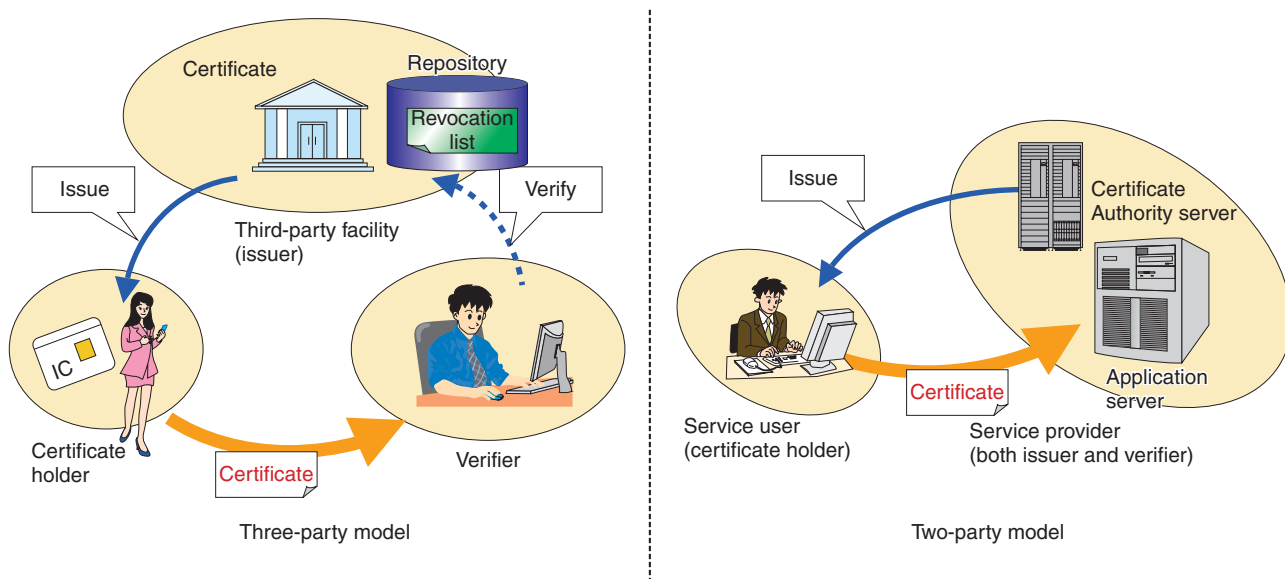 Certificate
Repository
Revocation
list
Issue
Verify
Third-party facility
(issuer)
IC
Certificate
holder
Certificate
Verifier
Three-party model
Issue
Certificate
Authority server
Application
server
Certificate
Service user
(certificate holder)
Service provider
(both issuer and verifier)
Two-party model